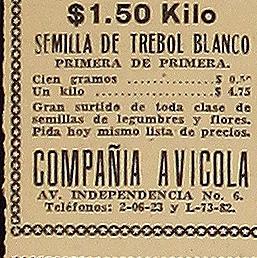 $1.50 Kilo
SEMILLA DE TREBOL BLANCO
PRIMERA DE PRIMERA.
Cien gramos ............ $ 0.50
Un kilo ................. $ 4.75
Gran surtido de toda clase de
semillas de legumbres y flores.
Pida hoy mismo lista de precios.
COMPAÑIA AVICOLA
AV. INDEPENDENCIA No. 6.
Teléfonos: 2-06-23 y L-73-82.